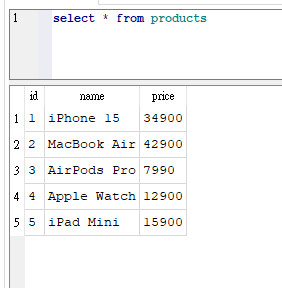 1 select * from products
id name price
1 1 iPhone 15 34900
2 2 MacBook Air 42900
3 3 AirPods Pro 7990
4 4 Apple Watch 12900
5 5 iPad Mini 15900